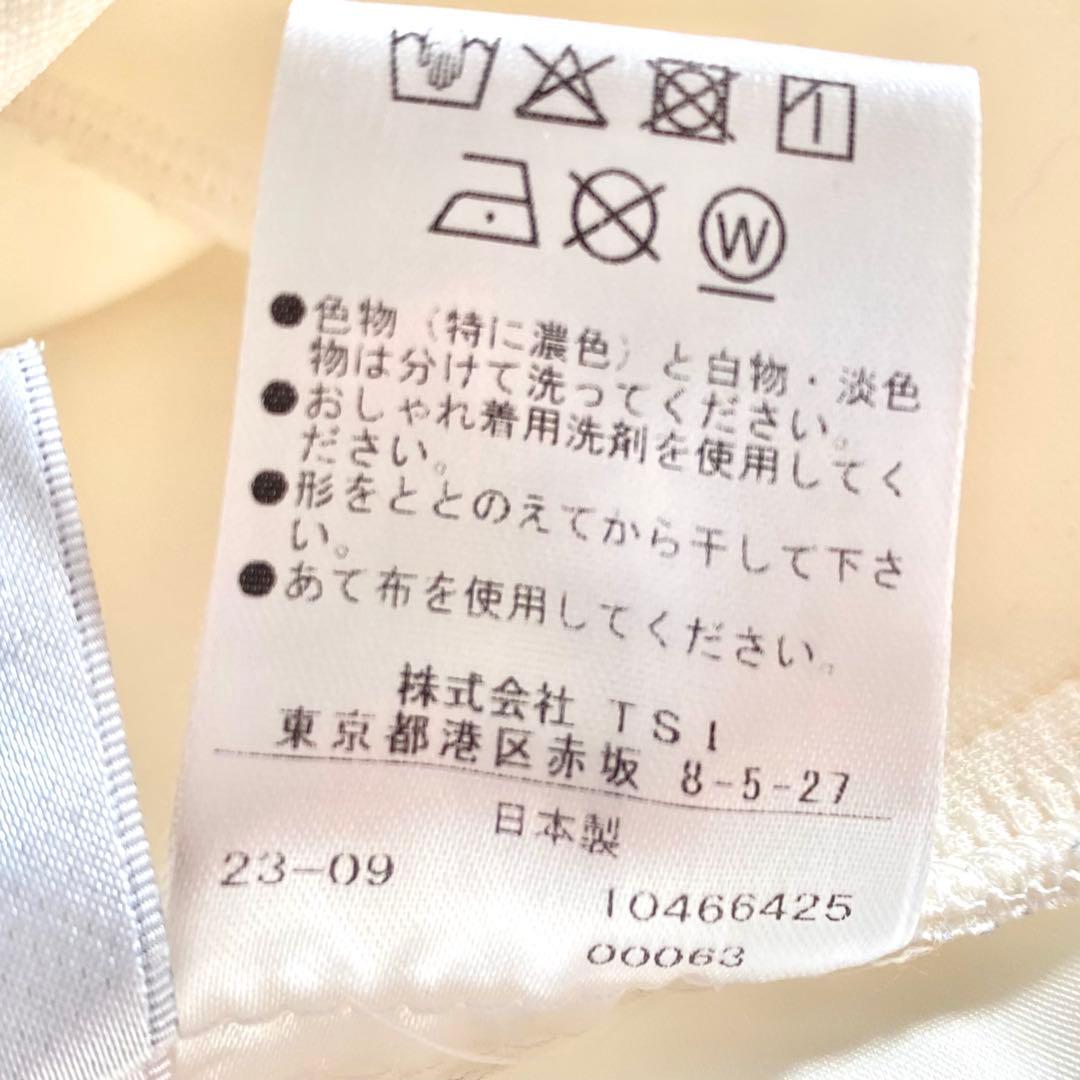 W
●色物（特に濃色）と白物・淡色
物は分けて洗ってください。
●おしゃれ着用洗剤を使用してく
ださい。
●形をととのえてから干して下さ
い。
●あて布を使用してください。
株式会社 TSI
東京都港区赤坂 8-5-27
日本製
23-09
10466425
00063